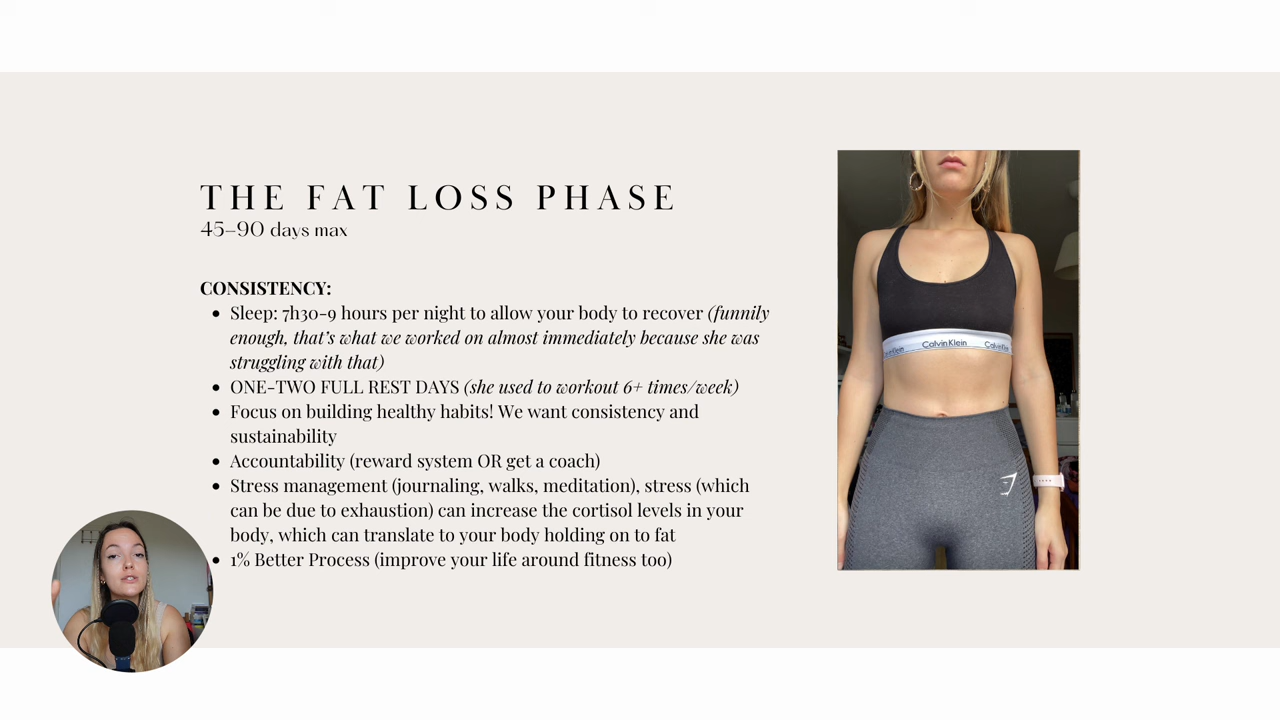 THE FAT LOSS PHASE
45–90 days max
CONSISTENCY:
• Sleep: 7h30-9 hours per night to allow your body to recover (funnily
enough, that’s what we worked on almost immediately because she was
struggling with that)
• ONE-TWO FULL REST DAYS (she used to workout 6+ times/week)
• Focus on building healthy habits! We want consistency and
sustainability
• Accountability (reward system OR get a coach)
• Stress management (journaling, walks, meditation), stress (which
can be due to exhaustion) can increase the cortisol levels in your
body, which can translate to your body holding on to fat
• 1% Better Process (improve your life around fitness too)
Calvin Klein